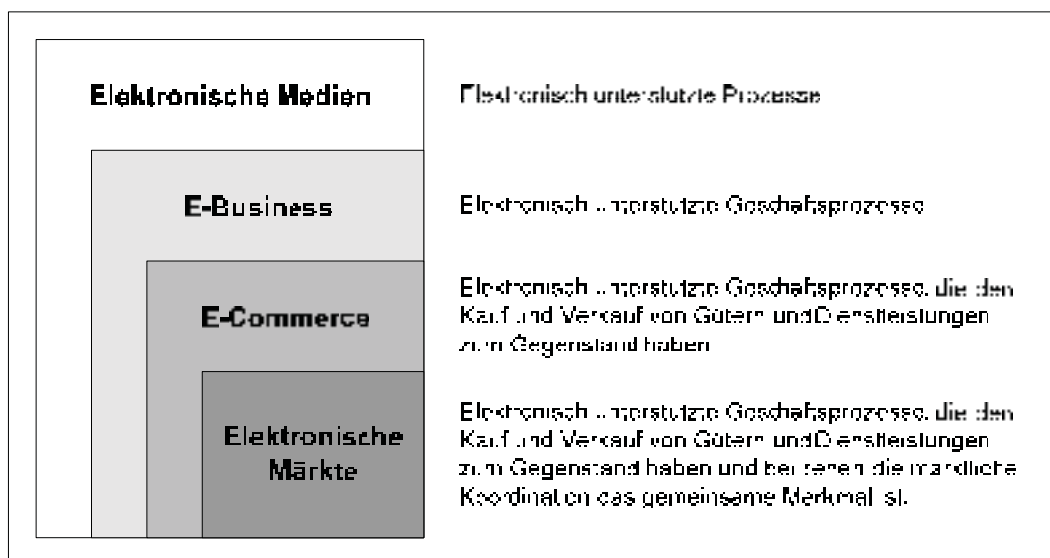 Elektronische Medien
Elektronisch unterstützte Prozesse
E-Business
Elektronisch unterstützte Geschäftsprozesse
E-Commerce
Elektronisch unterstützte Geschäftsprozesse, die den
Kauf und Verkauf von Gütern und Dienstleistungen
zum Gegenstand haben
Elektronische
Märkte
Elektronisch unterstützte Geschäftsprozesse, die den
Kauf und Verkauf von Gütern und Dienstleistungen
zum Gegenstand haben und bei denen die marktliche
Koordination das gemeinsame Merkmal ist.